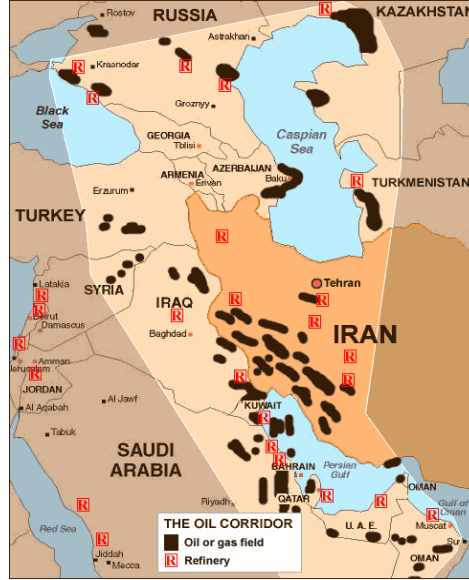 Rostov
RUSSIA
KAZAKHSTAN
Astrakhan
R
Krasnodar
R
R
R
R
Groznyy
Black
Sea
Caspian
Sea
GEORGIA
Tblisi
AZERBAIJAN
ARMENIA
Erivan
Baku
R
TURKMENISTAN
Erzurum
TURKEY
R
Latakia
SYRIA
R
R
Beirut
Damascus
IRAQ
R
R
Tehran
R
R
Baghdad
IRAN
R
Jerusalem
Amman
R
JORDAN
R
R
R
Al Aqabah
Al Jawf
KUWAIT
R
Tabuk
SAUDI
ARABIA
R
R
BAHRAIN
Persian
Gulf
OMAN
Riyadh
QATAR
R
R
R
Gulf of
Oman
R
Red Sea
U. A. E.
Muscat
Sur
R
Jiddah
Mecca
OMAN
THE OIL CORRIDOR
Oil or gas field
R Refinery